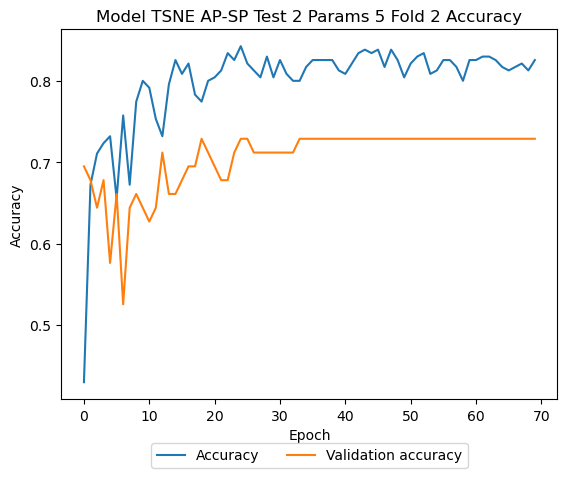 Model TSNE AP-SP Test 2 Params 5 Fold 2 Accuracy
Accuracy
0.8
0.7
0.6
0.5
0 10 20 30 40 50 60 70
Epoch
Accuracy Validation accuracy